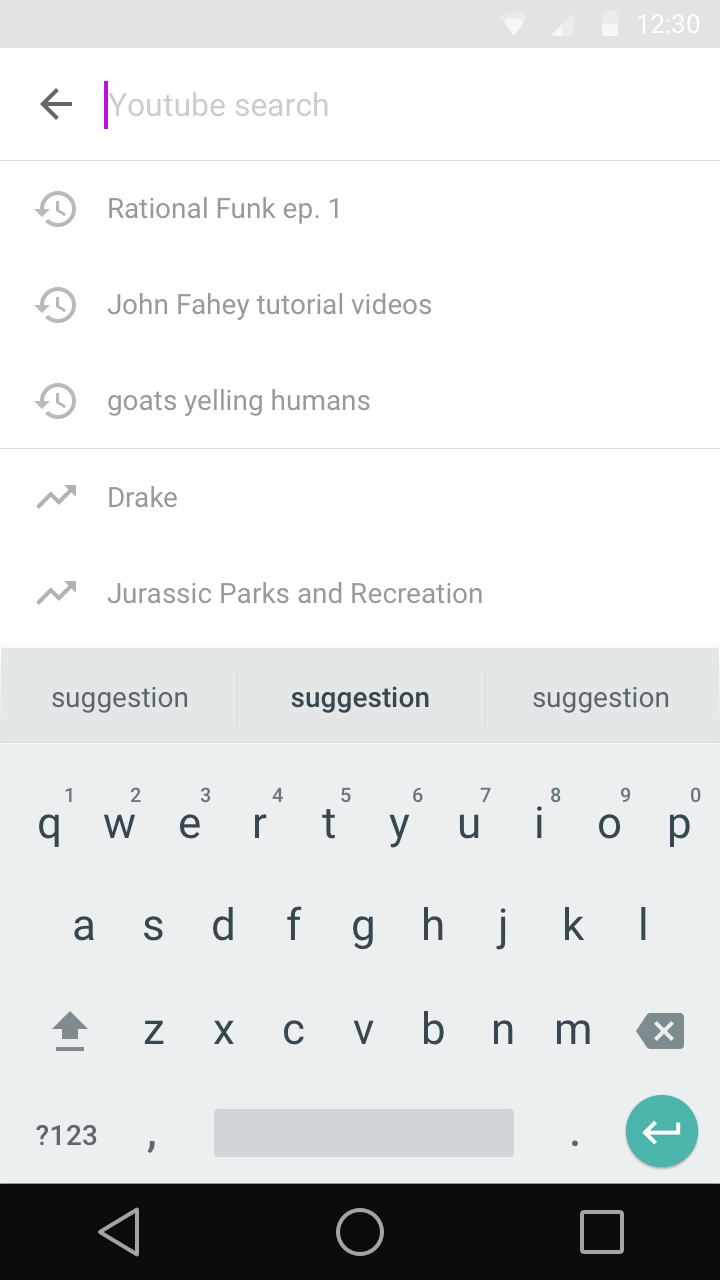 12:30
Youtube search
Rational Funk ep. 1
John Fahey tutorial videos
goats yelling humans
Drake
Jurassic Parks and Recreation
suggestion suggestion suggestion
1 2 3 4 5 6 7 8 9 0
q w e r t y u i o p
a s d f g h j k l
z x c v b n m
?123 , .